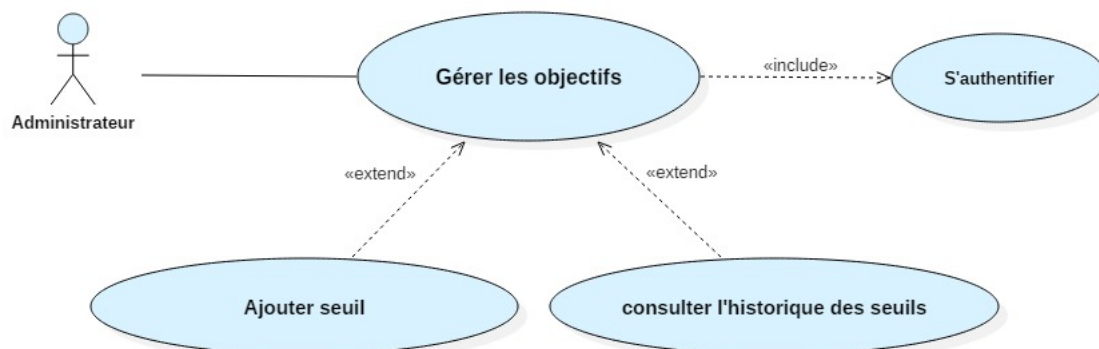 Gérer les objectifs
«include»
S'authentifier
Administrateur
«extend»
«extend»
Ajouter seuil
consulter l'historique des seuils